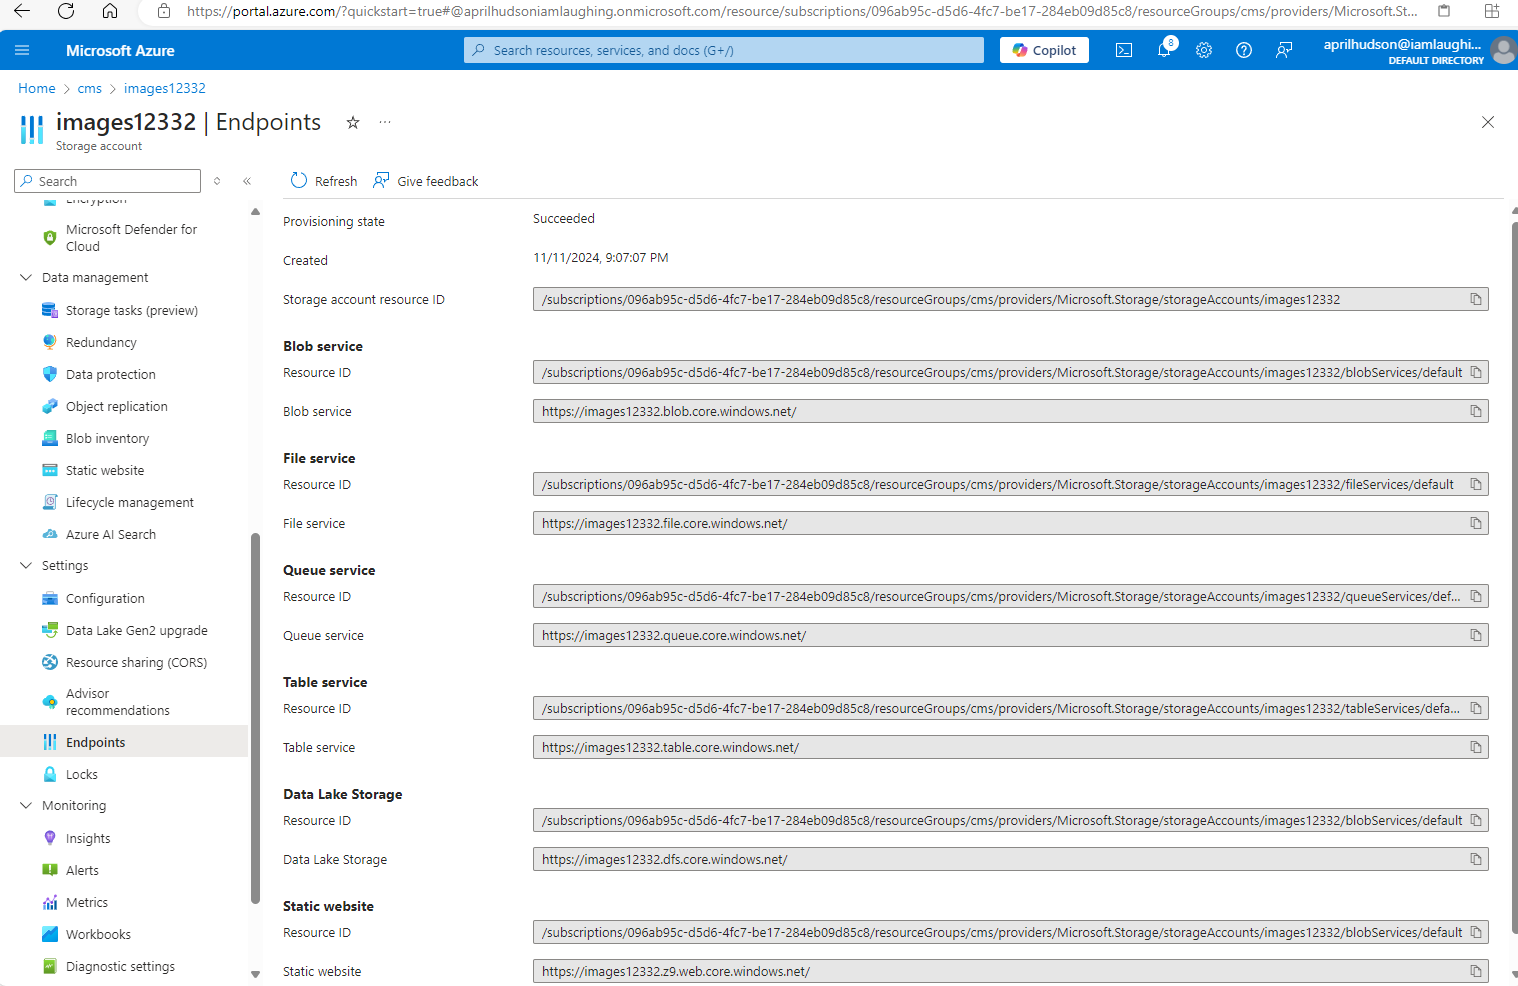 https://portal.azure.com/?quickstart=true#@aprilhudsoniamlaughing.onmicrosoft.com/resource/subscriptions/096ab95c-d5d6-4fc7-be17-284eb09d85c8/resourceGroups/cms/providers/Microsoft.St...
Microsoft Azure
Search resources, services, and docs (G+/)
Copilot
8
aprilhudson@iamlaughi...
DEFAULT DIRECTORY
Home > cms > images12332
images12332 | Endpoints
Storage account
Search
Refresh
Give feedback
Encryption
Microsoft Defender for
Cloud
Data management
Storage tasks (preview)
Redundancy
Data protection
Object replication
Blob inventory
Static website
Lifecycle management
Azure AI Search
Settings
Configuration
Data Lake Gen2 upgrade
Resource sharing (CORS)
Advisor
recommendations
Endpoints
Locks
Monitoring
Insights
Alerts
Metrics
Workbooks
Diagnostic settings
Provisioning state Succeeded
Created 11/11/2024, 9:07:07 PM
Storage account resource ID /subscriptions/096ab95c-d5d6-4fc7-be17-284eb09d85c8/resourceGroups/cms/providers/Microsoft.Storage/storageAccounts/images12332
Blob service
Resource ID /subscriptions/096ab95c-d5d6-4fc7-be17-284eb09d85c8/resourceGroups/cms/providers/Microsoft.Storage/storageAccounts/images12332/blobServices/default
Blob service https://images12332.blob.core.windows.net/
File service
Resource ID /subscriptions/096ab95c-d5d6-4fc7-be17-284eb09d85c8/resourceGroups/cms/providers/Microsoft.Storage/storageAccounts/images12332/fileServices/default
File service https://images12332.file.core.windows.net/
Queue service
Resource ID /subscriptions/096ab95c-d5d6-4fc7-be17-284eb09d85c8/resourceGroups/cms/providers/Microsoft.Storage/storageAccounts/images12332/queueServices/def...
Queue service https://images12332.queue.core.windows.net/
Table service
Resource ID /subscriptions/096ab95c-d5d6-4fc7-be17-284eb09d85c8/resourceGroups/cms/providers/Microsoft.Storage/storageAccounts/images12332/tableServices/defa...
Table service https://images12332.table.core.windows.net/
Data Lake Storage
Resource ID /subscriptions/096ab95c-d5d6-4fc7-be17-284eb09d85c8/resourceGroups/cms/providers/Microsoft.Storage/storageAccounts/images12332/blobServices/default
Data Lake Storage https://images12332.dfs.core.windows.net/
Static website
Resource ID /subscriptions/096ab95c-d5d6-4fc7-be17-284eb09d85c8/resourceGroups/cms/providers/Microsoft.Storage/storageAccounts/images12332/blobServices/default
Static website https://images12332.z9.web.core.windows.net/